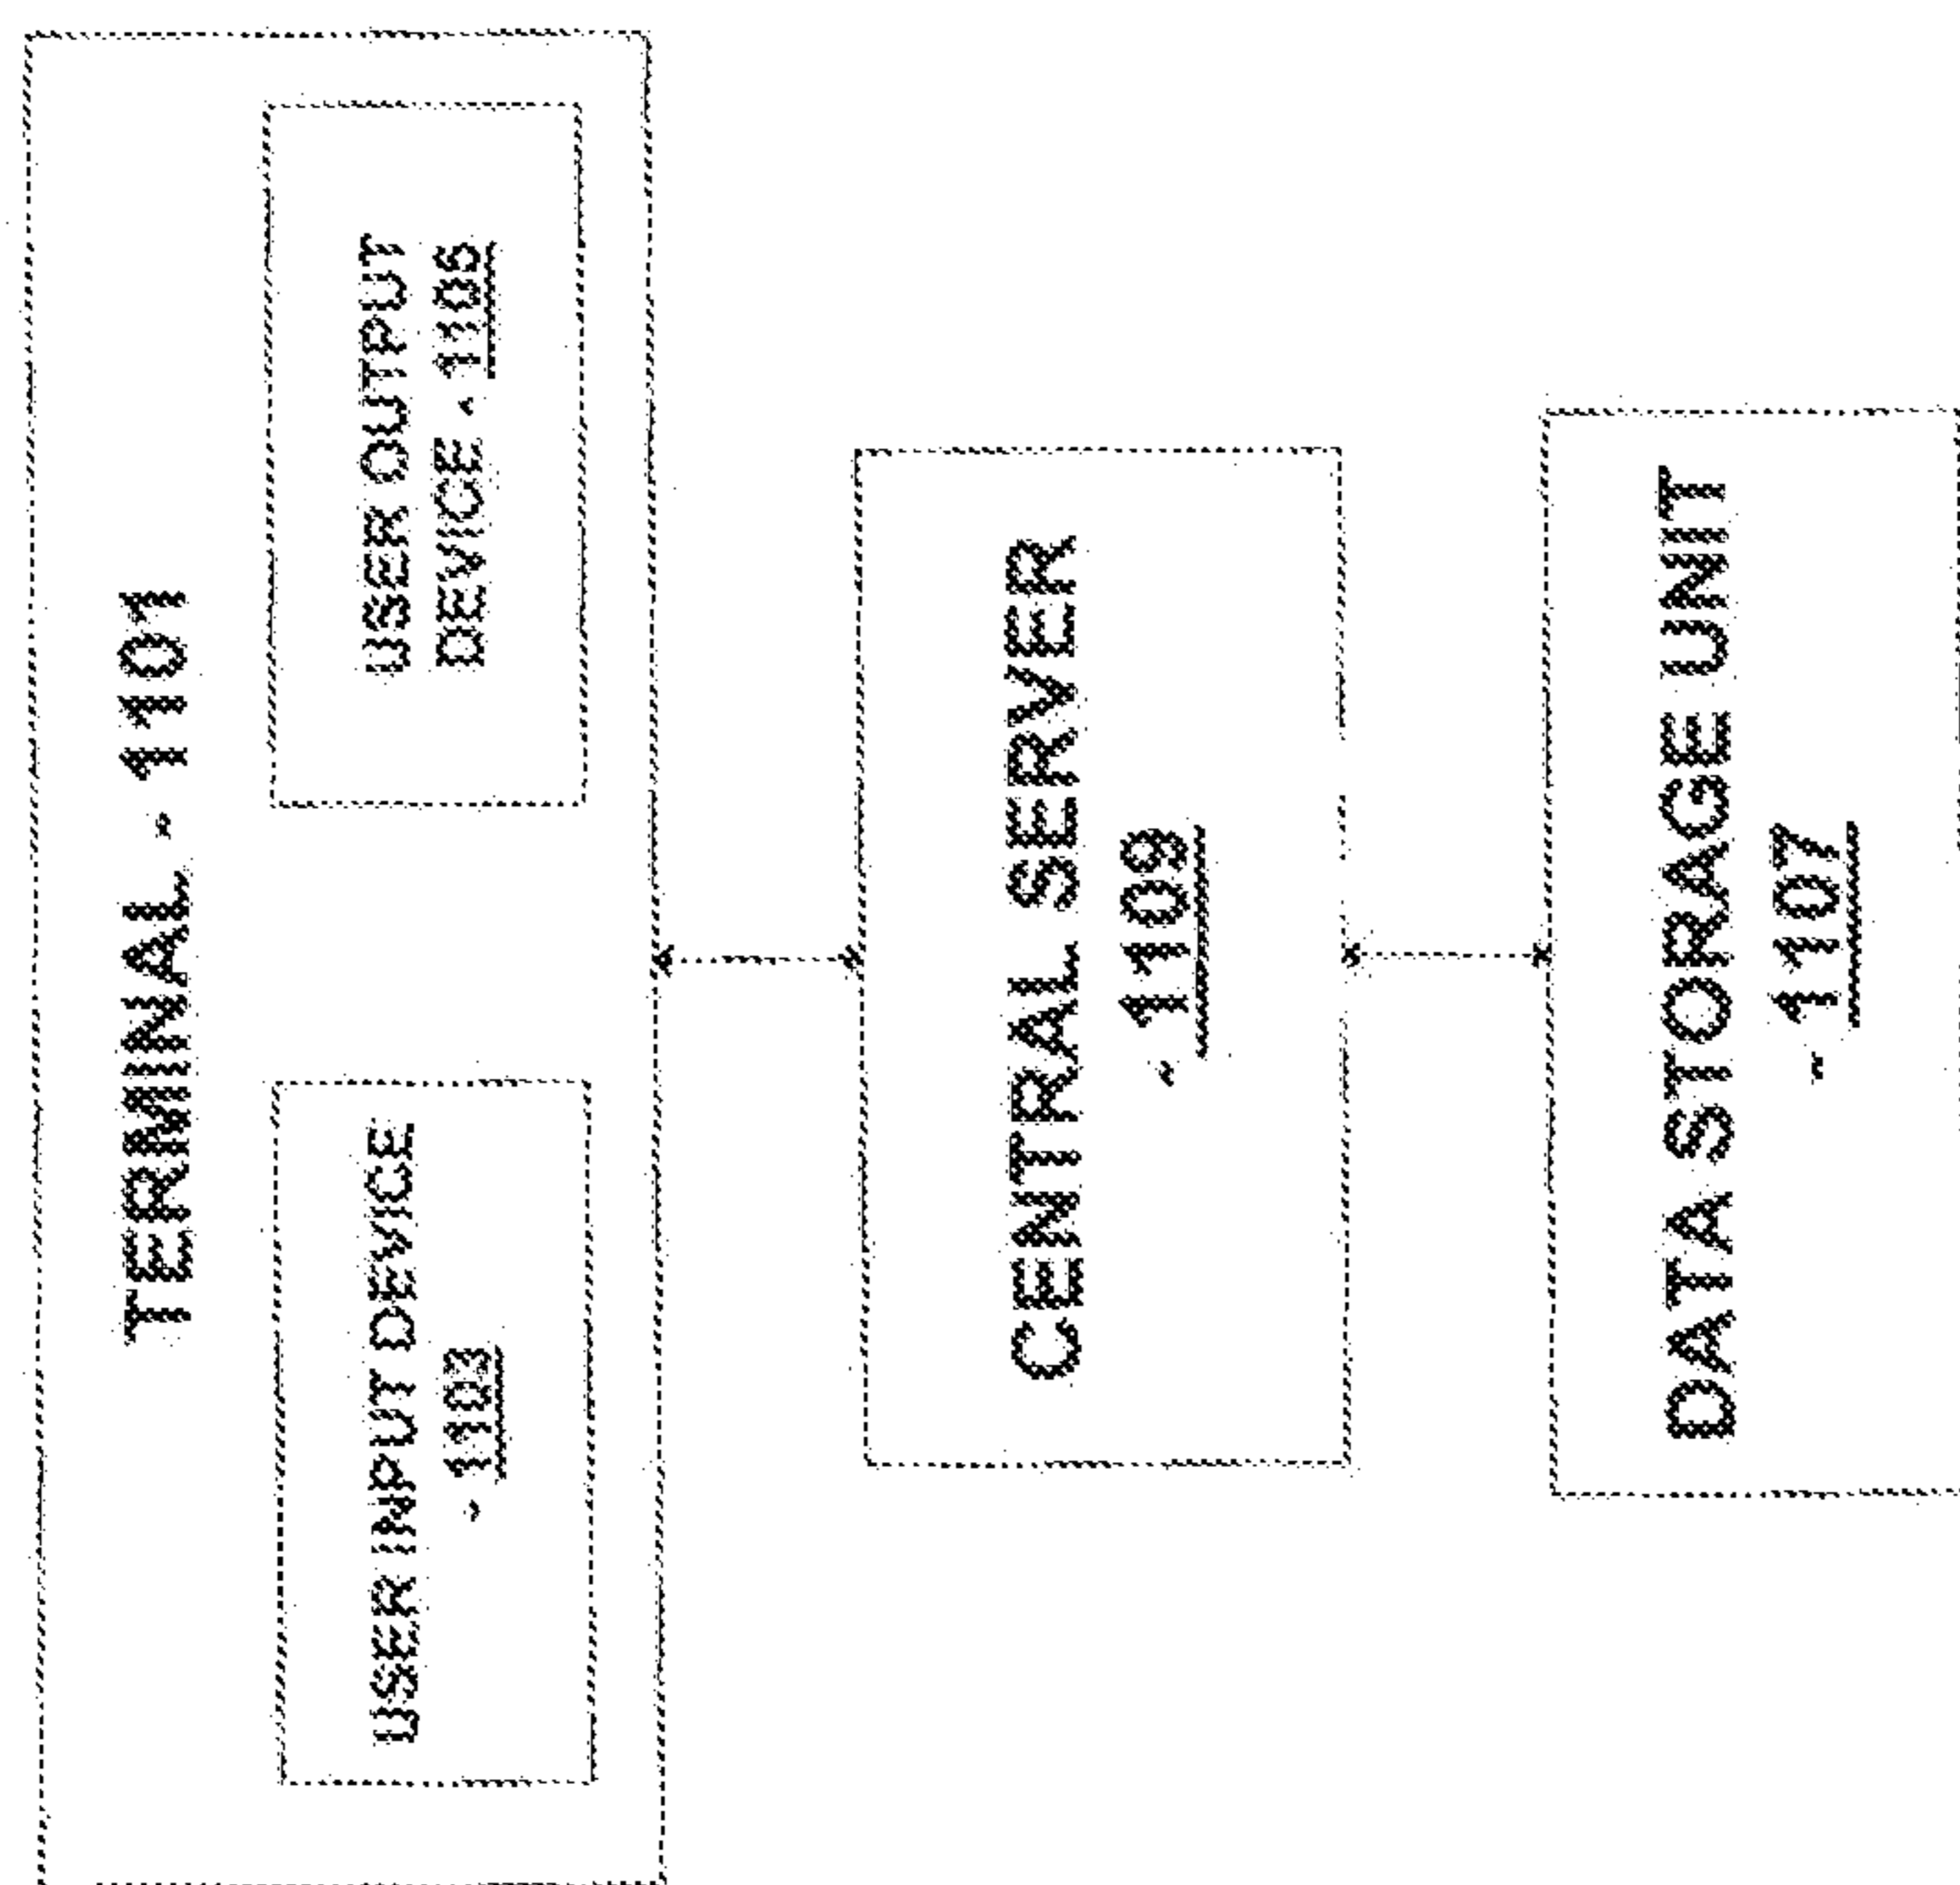 TERMINAL - 1101
USER INPUT DEVICE
- 1103
USER OUTPUT
DEVICE - 1105
CENTRAL SERVER
- 1109
DATA STORAGE UNIT
- 1107